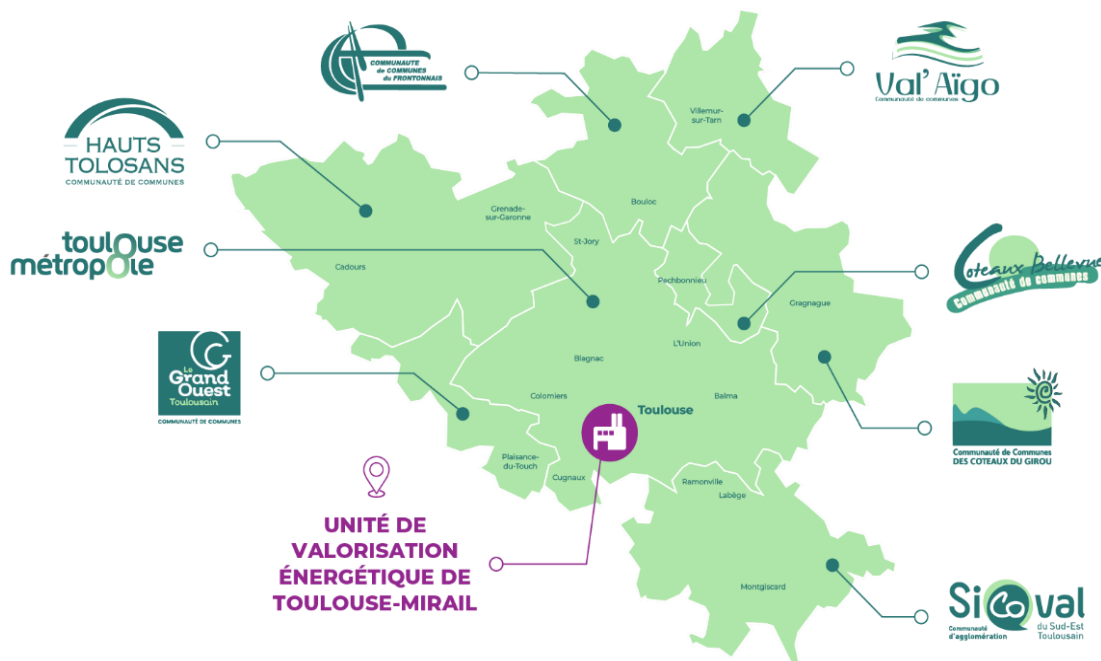 COMMUNAUTÉ
de COMMUNES
du FRONTONNAIS
Val'Aïgo
Communauté de communes
HAUTS
TOLOSANS
COMMUNAUTÉ DE COMMUNES
toulouse
métropole
Le
Grand
Ouest
Toulousain
COMMUNAUTÉ DE COMMUNES
Villemur-
sur-Tarn
Bouloc
Grenade-
sur-Garonne
St-Jory
Cadours
Pechbonnieu
Gragnague
L'Union
Blagnac
Colomiers
Balma
Toulouse
Plaisance-
du-Touch
Cugnaux
Ramonville
Labège
Montgiscard
Coteaux Bellevue
Communauté de communes
Communauté de Communes
DES COTEAUX DU GIROU
UNITÉ DE
VALORISATION
ÉNERGÉTIQUE DE
TOULOUSE-MIRAIL
SiCoval
Communauté
d'agglomération
du Sud-Est
Toulousain